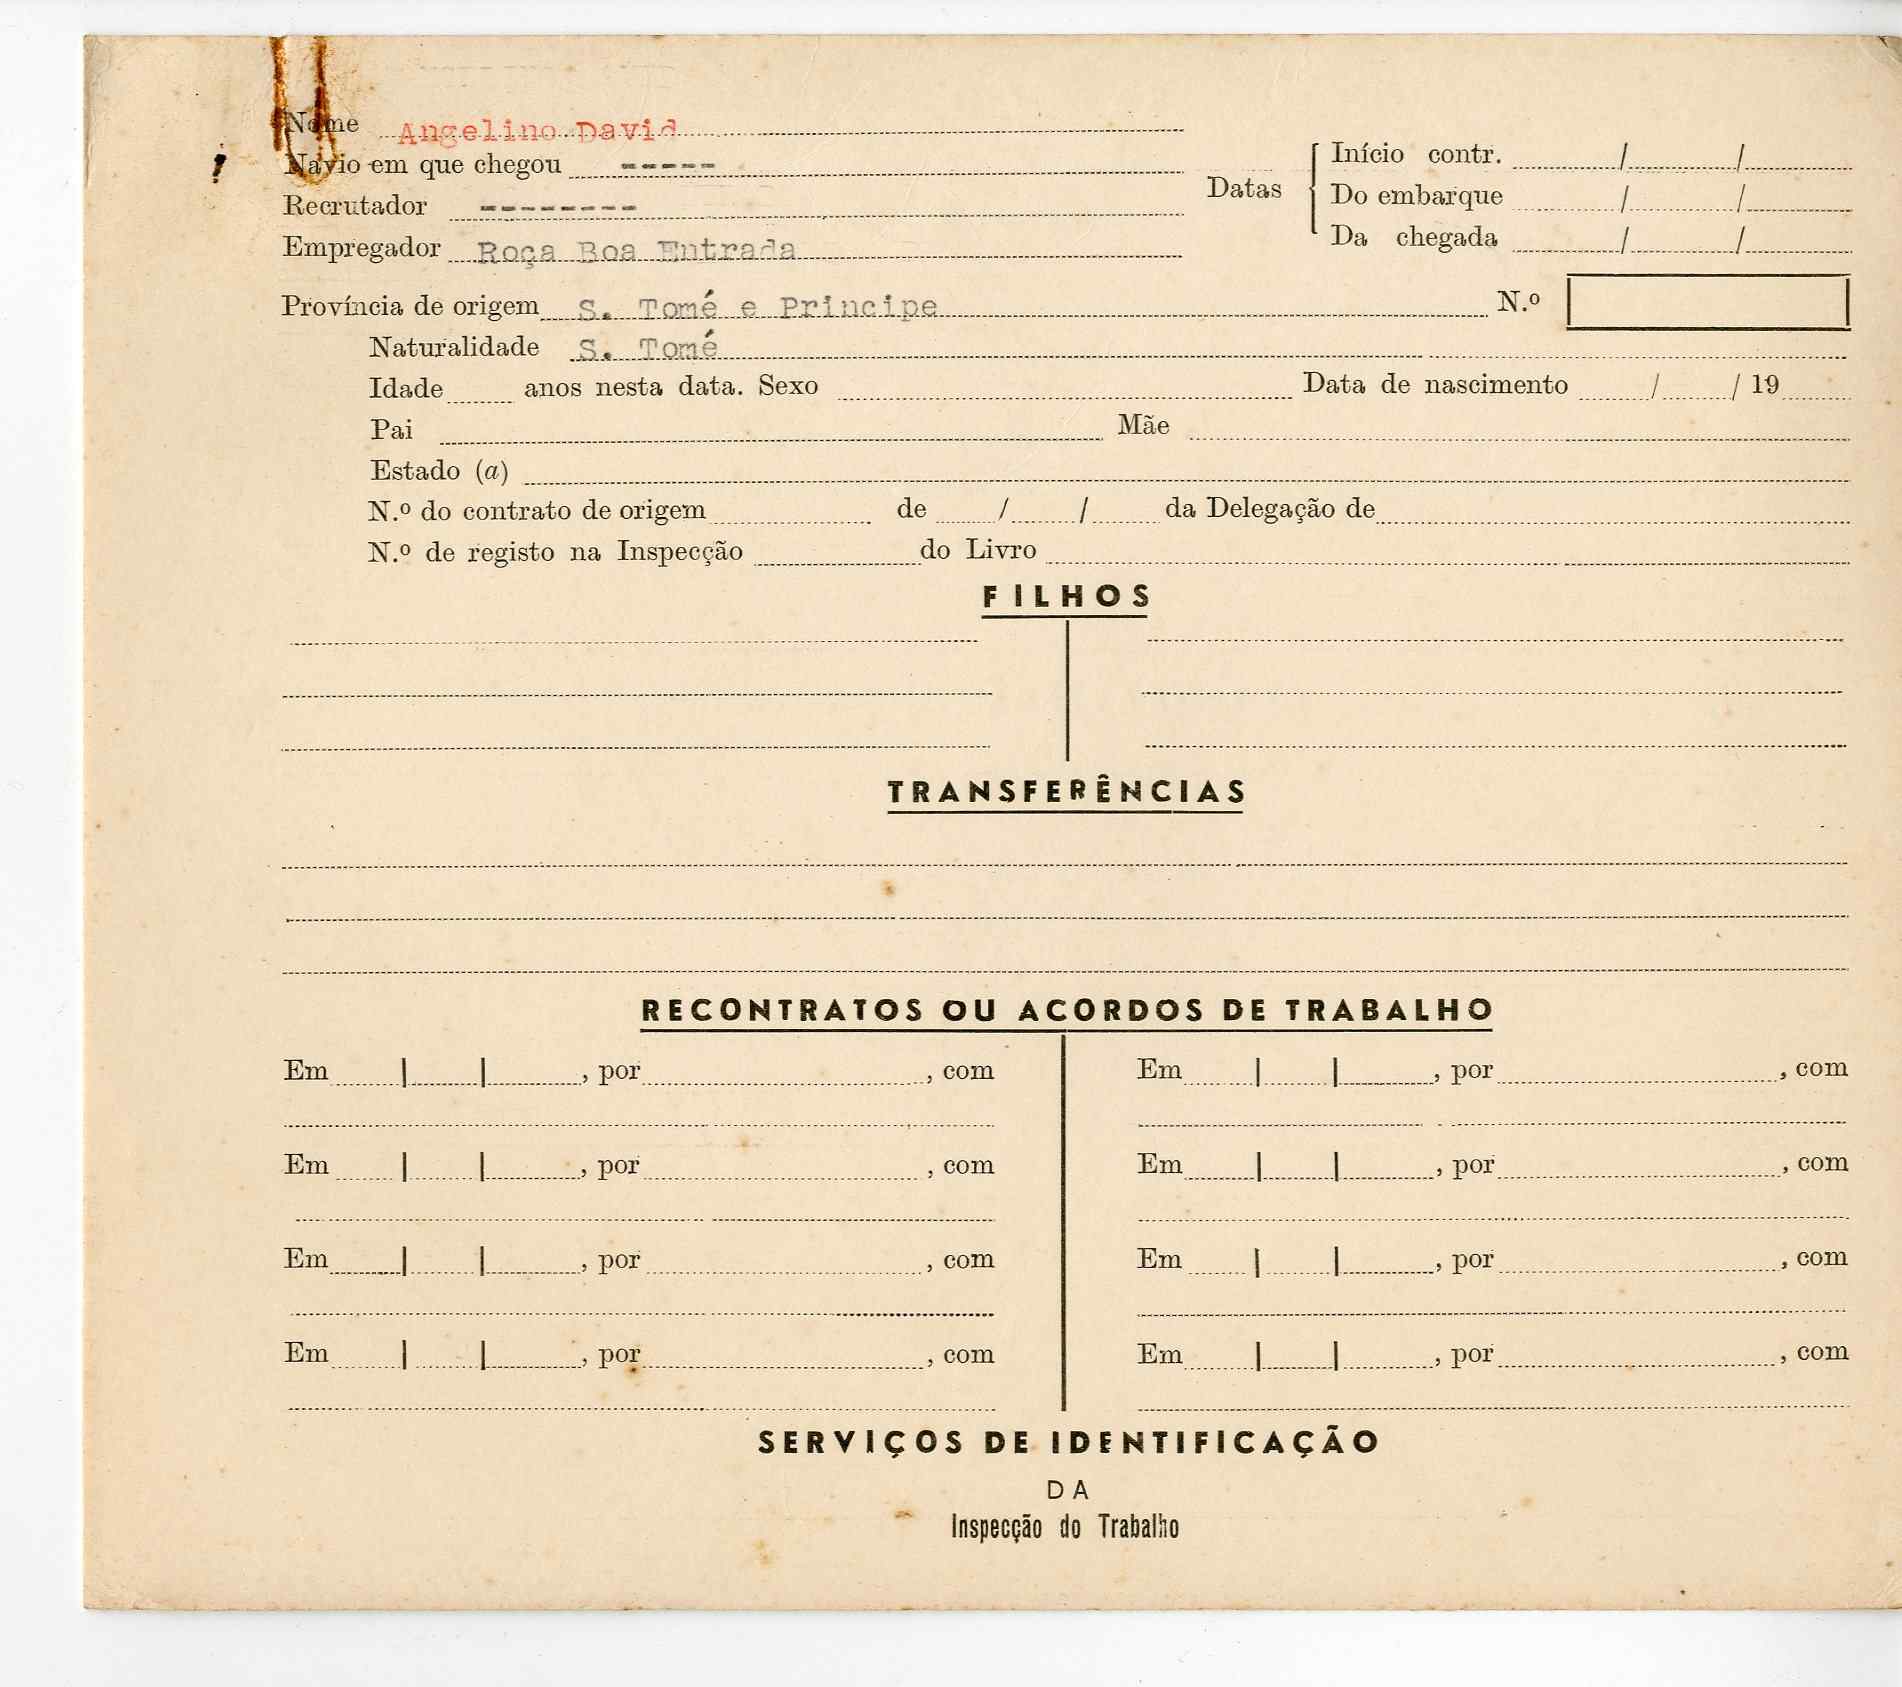 Nome Angelino David
Navio em que chegou -----
Recrutador --------
Empregador Roça Boa Entrada
Datas
Início contr. / /
Do embarque / /
Da chegada / /
Província de origem S. Tomé e Principe N.º
Naturalidade S. Tomé
Idade anos nesta data. Sexo Data de nascimento / / 19
Pai Mãe
Estado (a)
N.º do contrato de origem de / / da Delegação de
N.º de registo na Inspecção do Livro
FILHOS
TRANSFERÊNCIAS
RECONTRATOS OU ACORDOS DE TRABALHO
Em | | , por , com Em | | , por , com
Em | | , por , com Em | | , por , com
Em | | , por , com Em | | , por , com
Em | | , por , com Em | | , por , com
SERVIÇOS DE IDENTIFICAÇÃO
DA
Inspecção do Trabalho